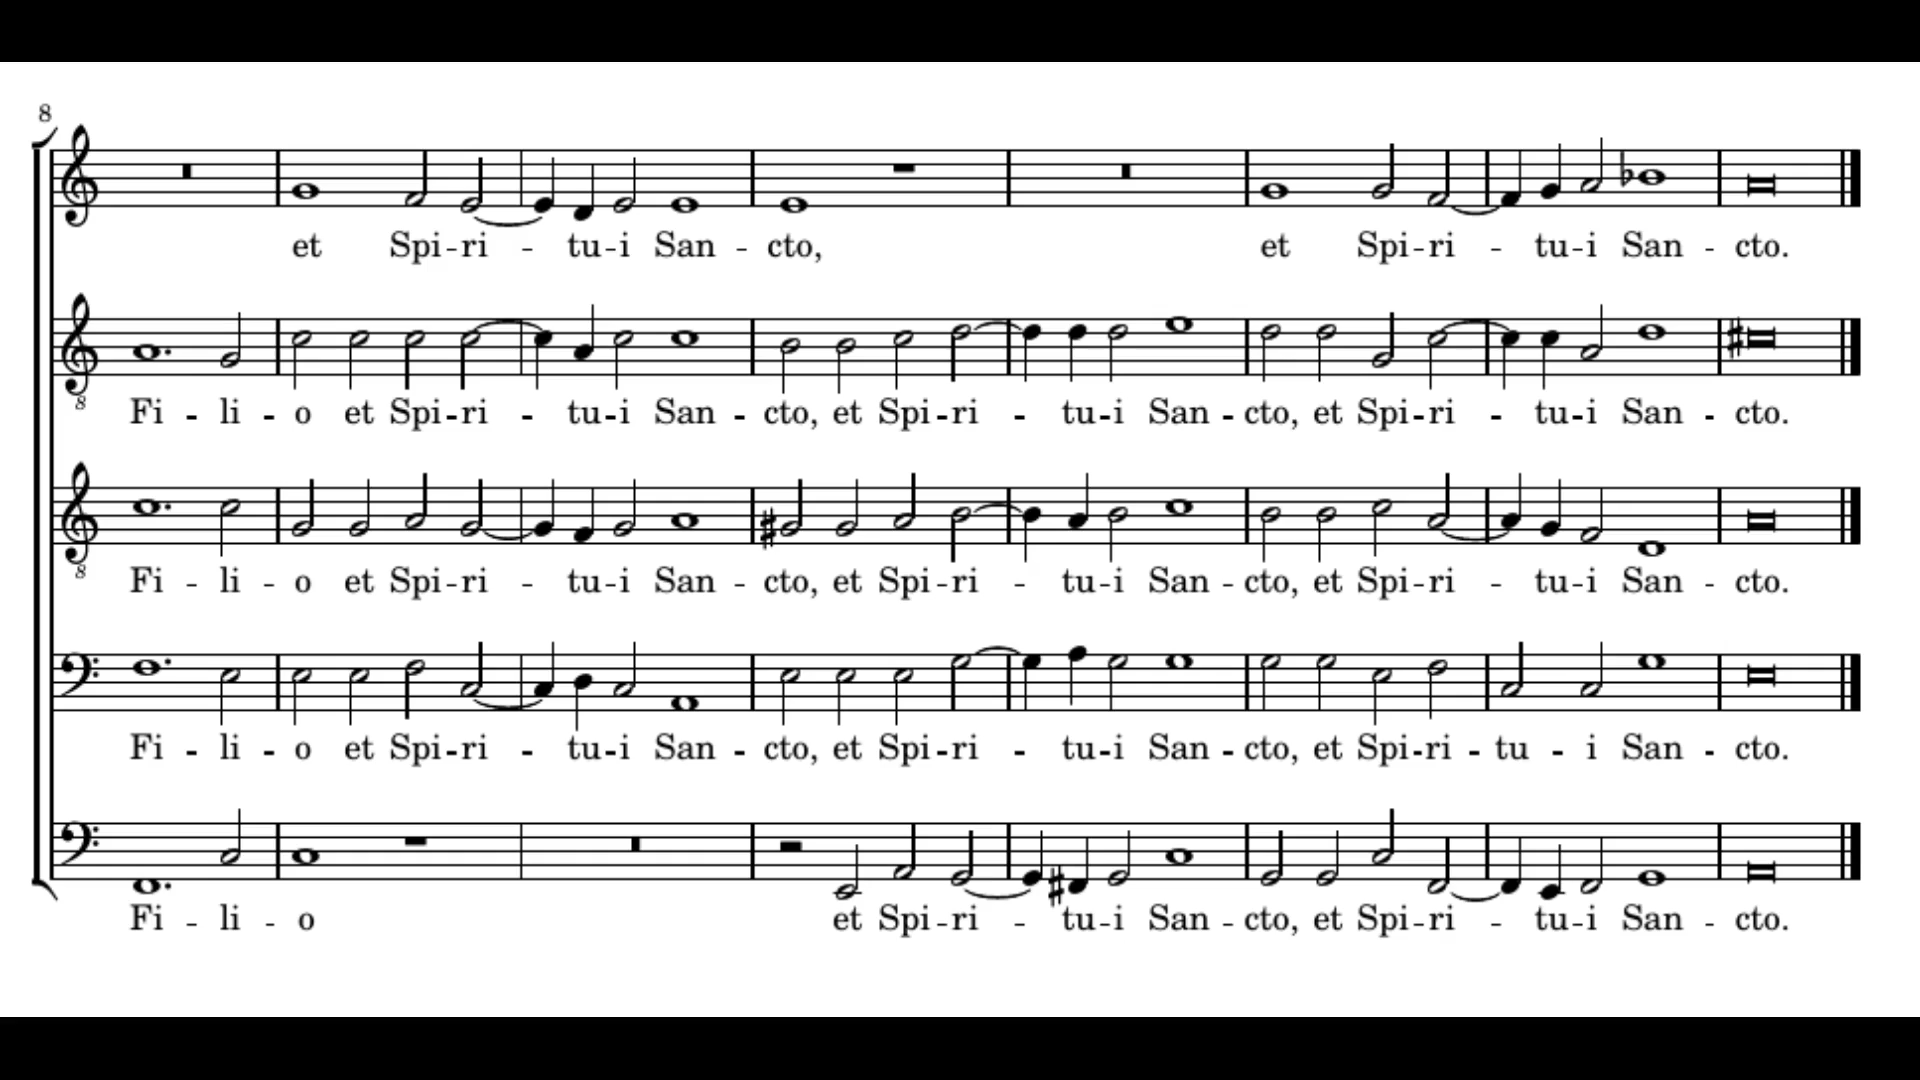 8
et Spi-ri - tu-i San - cto, et Spi-ri - tu-i San - cto.
8
Fi - li - o et Spi-ri - tu-i San - cto, et Spi-ri - tu-i San - cto, et Spi-ri - tu-i San - cto.
8
Fi - li - o et Spi-ri - tu-i San - cto, et Spi-ri - tu-i San - cto, et Spi-ri - tu-i San - cto.
Fi - li - o et Spi-ri - tu-i San - cto, et Spi-ri - tu-i San - cto, et Spi-ri - tu - i San - cto.
Fi - li - o et Spi-ri - tu-i San - cto, et Spi-ri - tu-i San - cto.